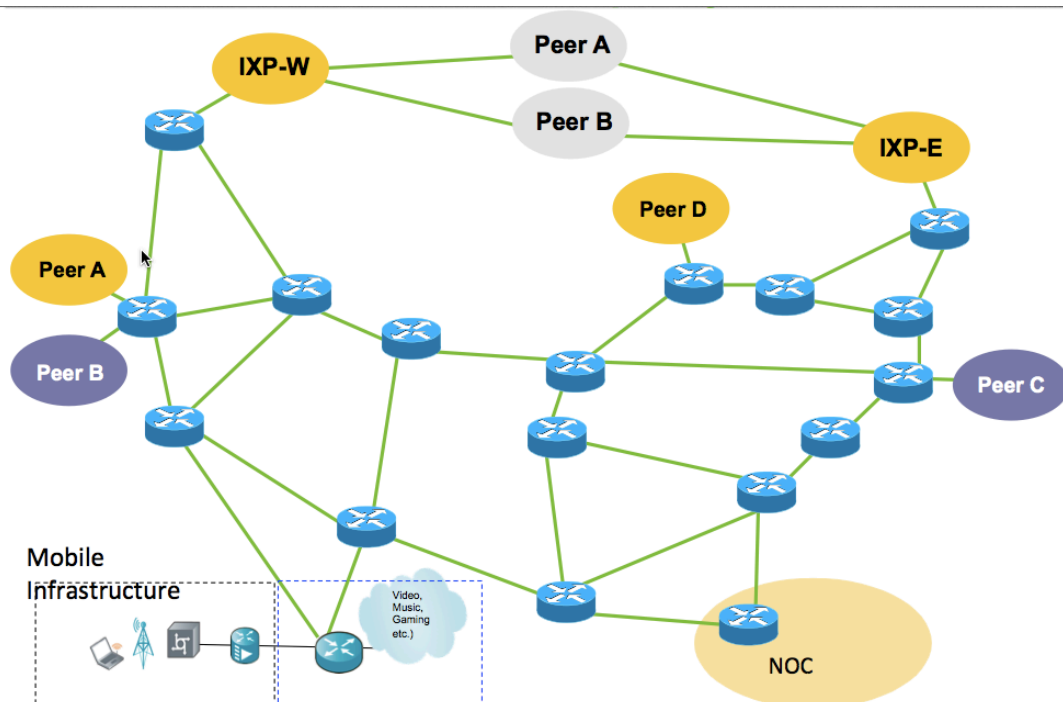 IXP-W
Peer A
Peer B
IXP-E
Peer D
Peer A
Peer B
Peer C
Mobile
Infrastructure
Video,
Music,
Gaming
etc.)
NOC